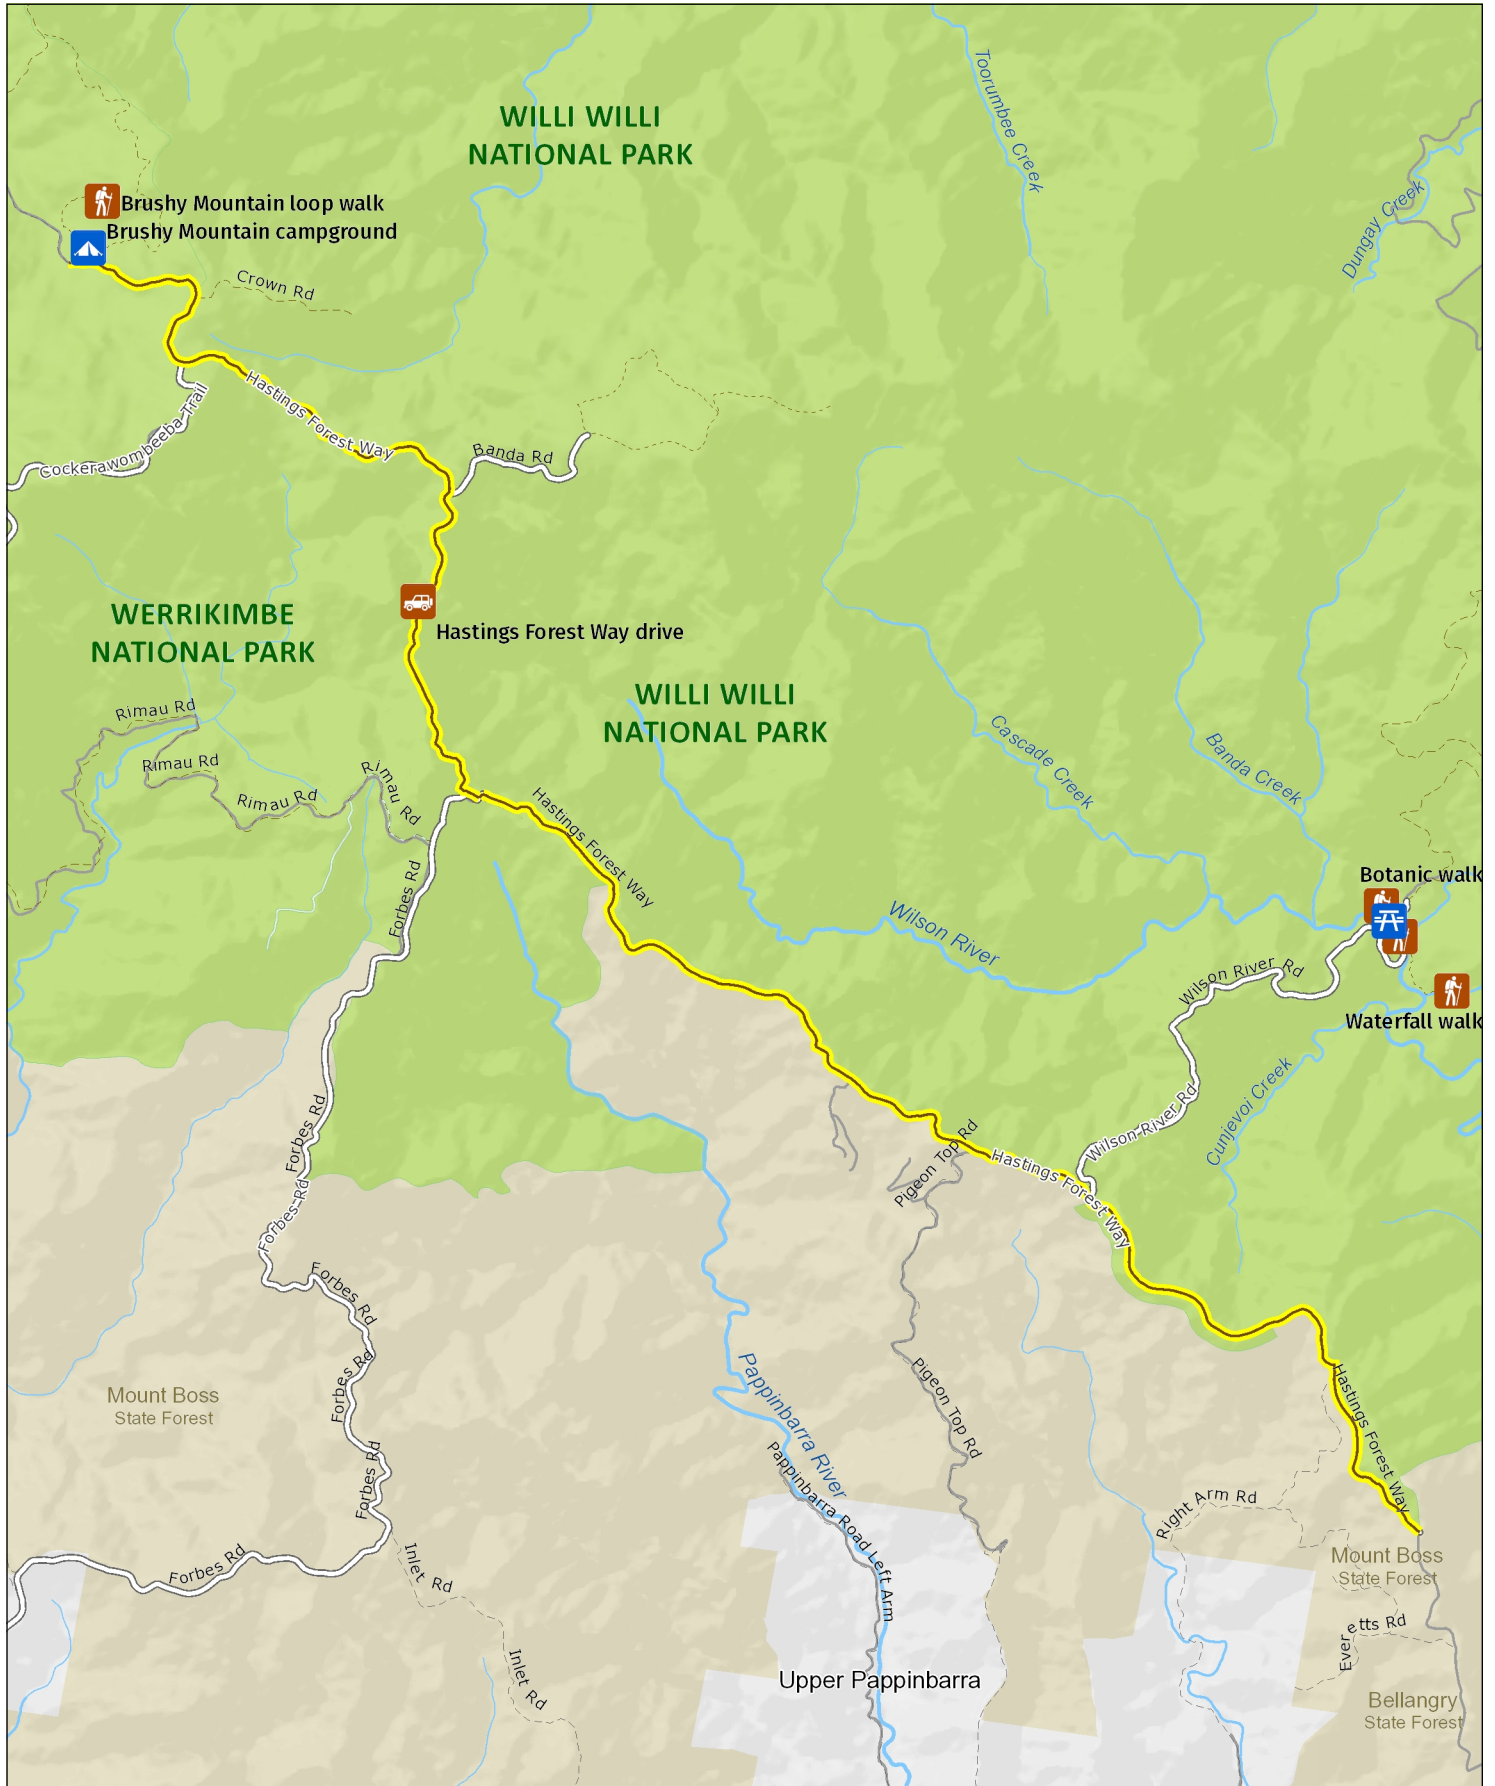 WILLI WILLI
NATIONAL PARK
Toorumbee Creek
Dungay Creek
Brushy Mountain loop walk
Brushy Mountain campground
Crown Rd
Hastings Forest Way
Cockerawombeeba Trail
Banda Rd
WERRIKIMBE
NATIONAL PARK
Hastings Forest Way drive
WILLI WILLI
NATIONAL PARK
Rimau Rd
Rimau Rd
Rimau Rd
Rimau Rd
Cascade Creek
Banda Creek
Hastings Forest Way
Forbes Rd
Botanic walk
Wilson River
Wilson River Rd
Waterfall walk
Cunjevoi Creek
Wilson River Rd
Forbes Rd
Pigeon Top Rd
Hastings Forest Way
Forbes Rd
Forbes Rd
Forbes Rd
Mount Boss
State Forest
Pappinbarra River
Pigeon Top Rd
Hastings Forest Way
Forbes Rd
Pappinbarra Road Left Arm
Right Arm Rd
Forbes Rd
Inlet Rd
Mount Boss
State Forest
Everetts Rd
Inlet Rd
Upper Pappinbarra
Bellangry
State Forest